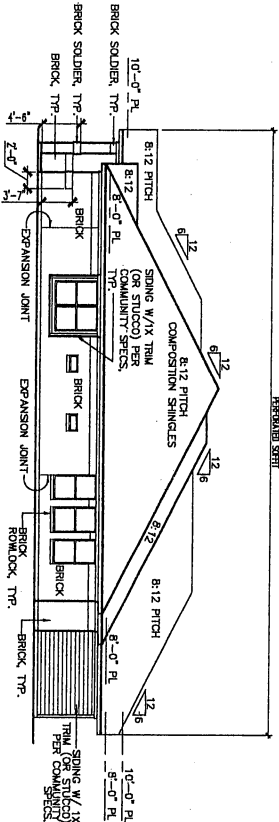 PERFORATED SOFFIT
12
6
12
6
12
6
12
6
10'-0" PL
8:12 PITCH
8:12
8:12 PITCH
COMPOSITION SHINGLES
8:12
8:12 PITCH
10'-0" PL
8'-0" PL
8'-0" PL
8'-0" PL
BRICK SOLDIER, TYP.
BRICK, TYP.
BRICK SOLDIER, TYP.
BRICK, TYP.
4'-6"
2'-0"
3'-7"
BRICK
EXPANSION JOINT
SIDING W/1X TRIM
(OR STUCCO) PER
COMMUNITY SPECS,
TYP.
BRICK
EXPANSION JOINT
BRICK
BRICK
ROWLOCK, TYP.
BRICK, TYP.
SIDING W/ 1X
TRIM (OR STUCCO)
PER COMMUNITY
SPECS.